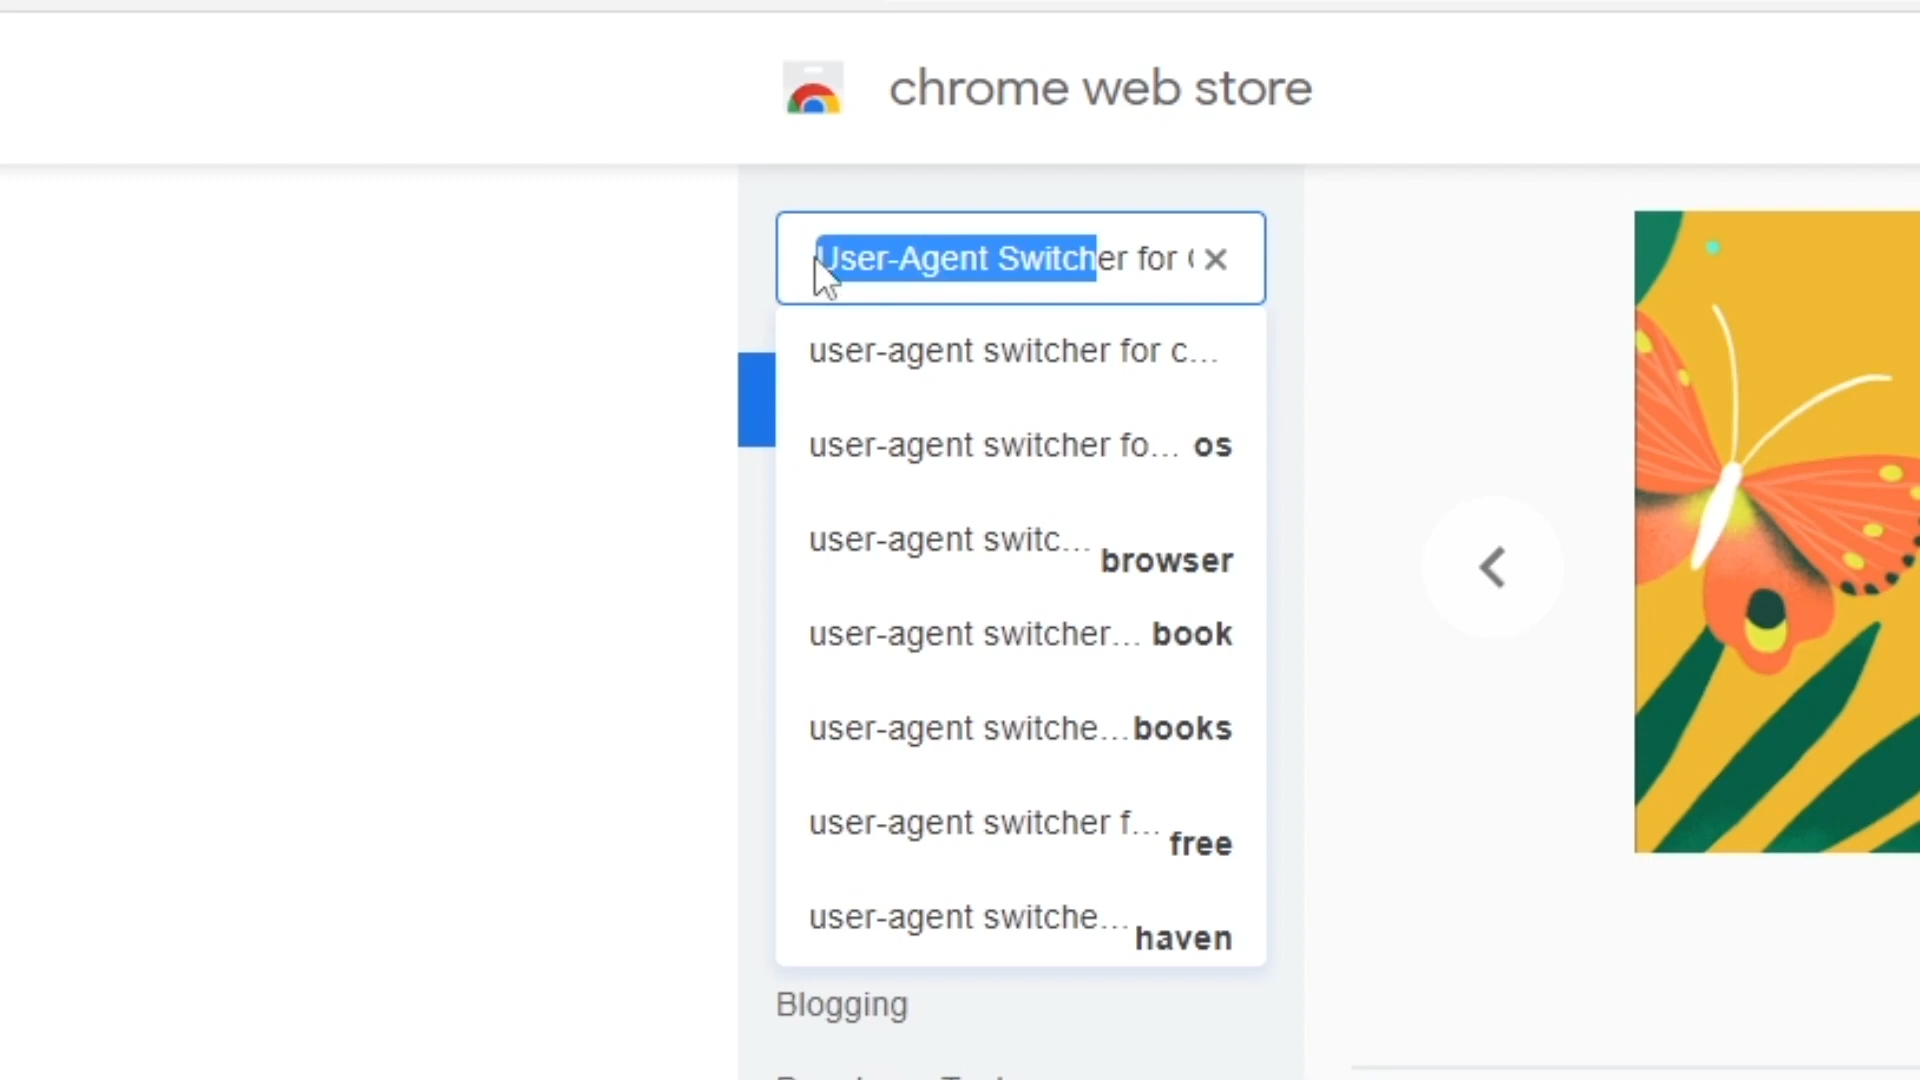 chrome web store
User-Agent Switcher for
user-agent switcher for c...
user-agent switcher fo... os
user-agent switc... browser
user-agent switcher... book
user-agent switche... books
user-agent switcher f... free
user-agent switche... haven
Blogging